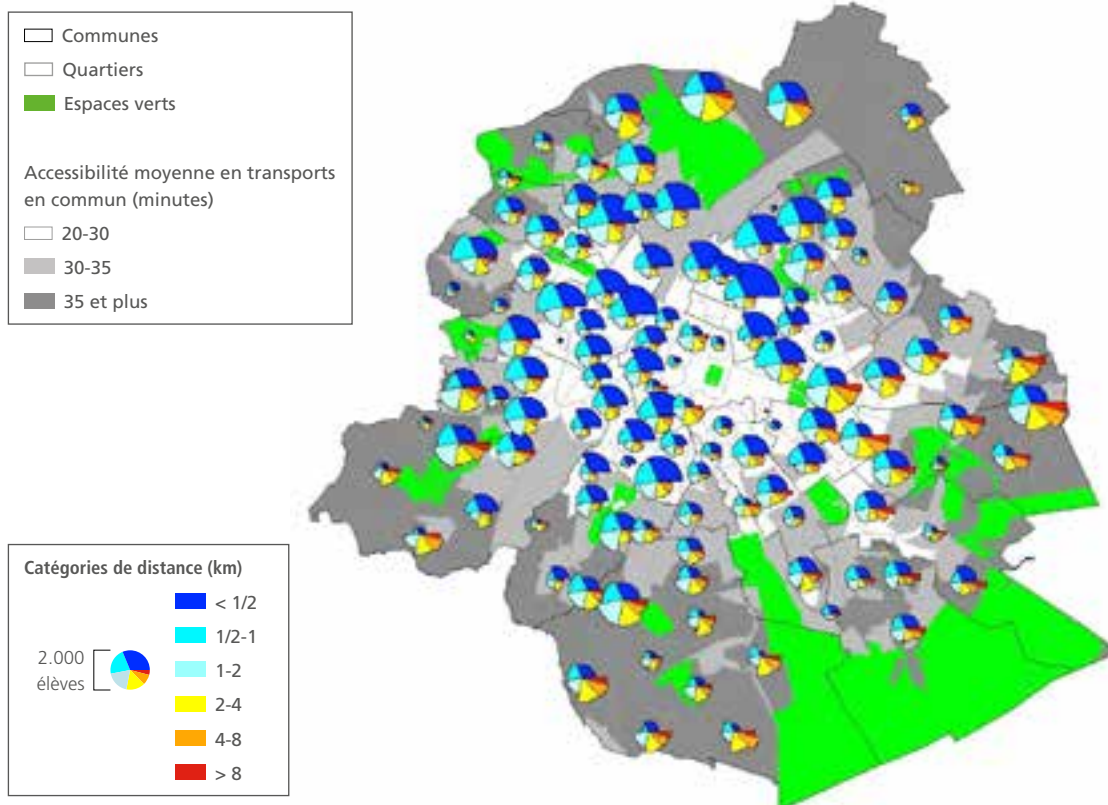 Communes
Quartiers
Espaces verts
Accessibilité moyenne en transports
en commun (minutes)
20-30
30-35
35 et plus
Catégories de distance (km)
< 1/2
1/2-1
1-2
2-4
4-8
> 8
2.000
élèves